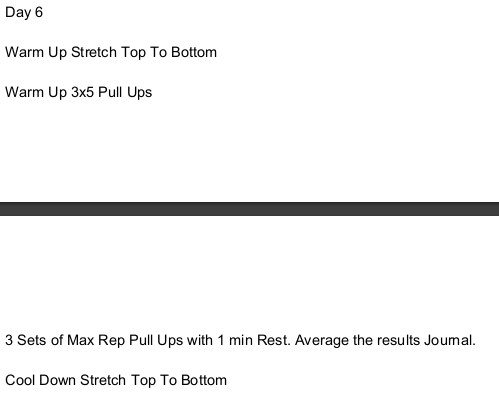 Day 6
Warm Up Stretch Top To Bottom
Warm Up 3x5 Pull Ups
3 Sets of Max Rep Pull Ups with 1 min Rest. Average the results Journal.
Cool Down Stretch Top To Bottom